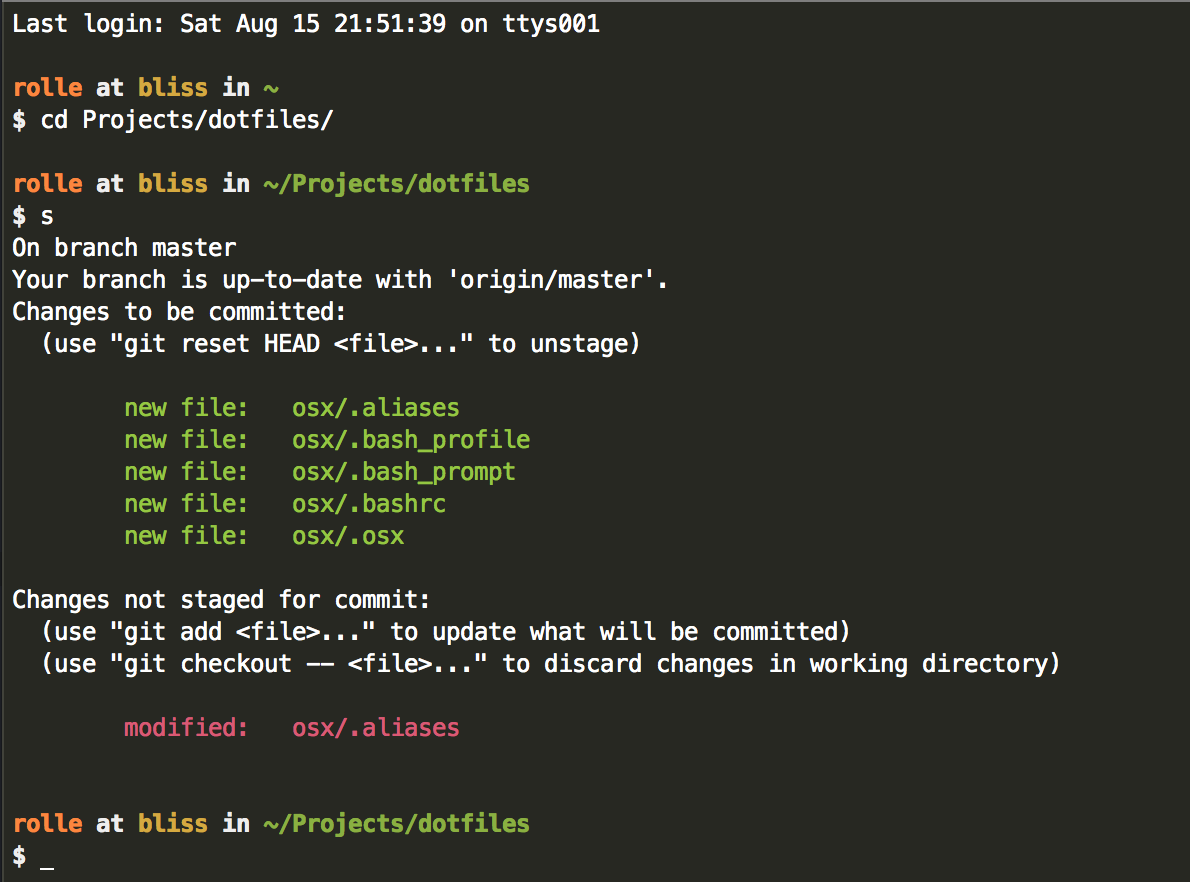 Last login: Sat Aug 15 21:51:39 on ttys001
rolle at bliss in ~
$ cd Projects/dotfiles/
rolle at bliss in ~/Projects/dotfiles
$ s
On branch master
Your branch is up-to-date with 'origin/master'.
Changes to be committed:
  (use "git reset HEAD <file>..." to unstage)
        new file:   osx/.aliases
        new file:   osx/.bash_profile
        new file:   osx/.bash_prompt
        new file:   osx/.bashrc
        new file:   osx/.osx
Changes not staged for commit:
  (use "git add <file>..." to update what will be committed)
  (use "git checkout -- <file>..." to discard changes in working directory)
        modified:   osx/.aliases
rolle at bliss in ~/Projects/dotfiles
$ _